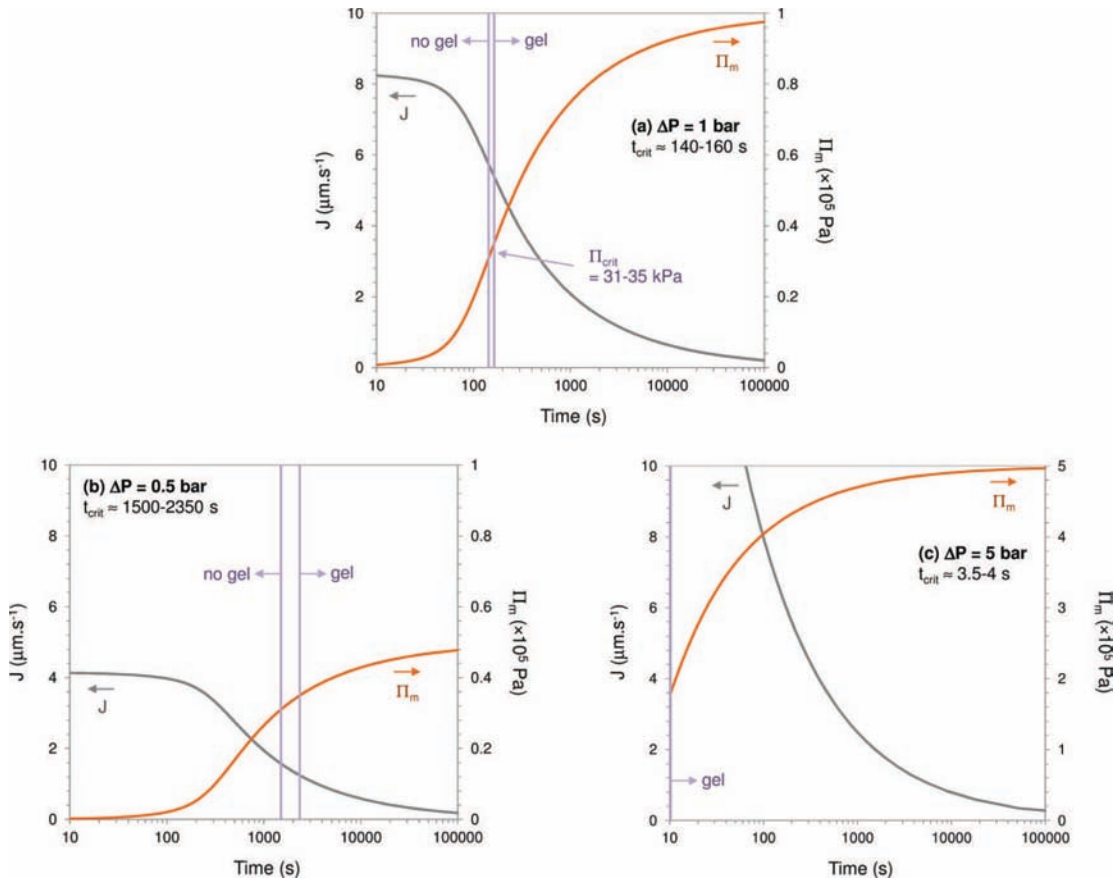 10
8
6
4
2
0
J (µm.s⁻¹)
1
0.8
0.6
0.4
0.2
0
Πm (×10⁵ Pa)
no gel
gel
Πm
J
(a) ΔP = 1 bar
tcrit ≈ 140-160 s
Πcrit
= 31-35 kPa
10
100
1000
10000
100000
Time (s)
10
8
6
4
2
0
J (µm.s⁻¹)
1
0.8
0.6
0.4
0.2
0
Πm (×10⁵ Pa)
(b) ΔP = 0.5 bar
tcrit ≈ 1500-2350 s
no gel
gel
J
Πm
10
100
1000
10000
100000
Time (s)
10
8
6
4
2
0
J (µm.s⁻¹)
5
4
3
2
1
0
Πm (×10⁵ Pa)
J
Πm
(c) ΔP = 5 bar
tcrit ≈ 3.5-4 s
gel
10
100
1000
10000
100000
Time (s)